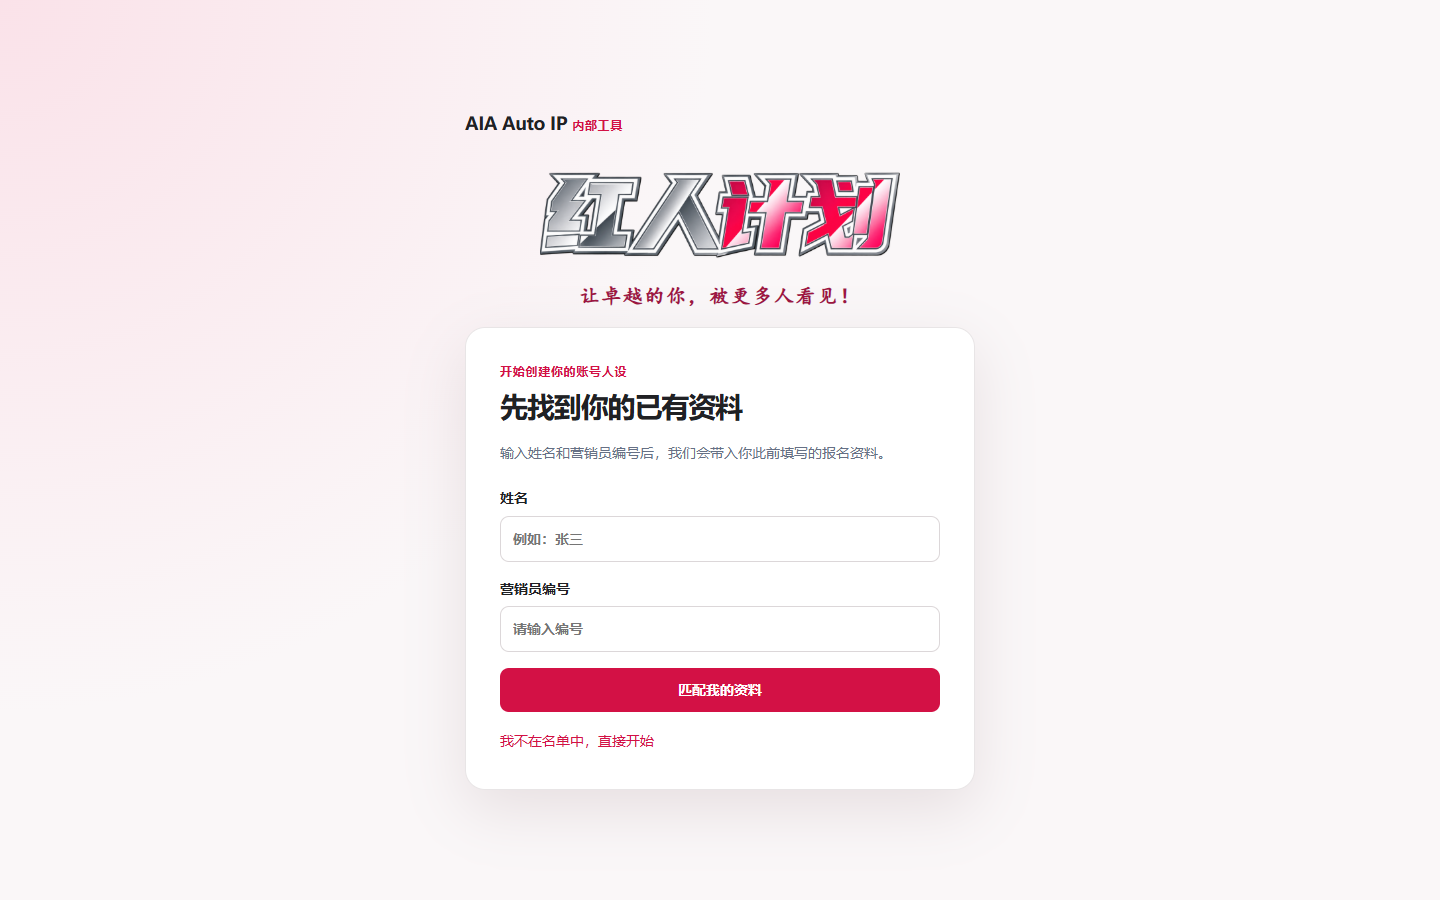 AIA Auto IP 内部工具
红人计划
让卓越的你，被更多人看见！
开始创建你的账号人设
先找到你的已有资料
输入姓名和营销员编号后，我们会带入你此前填写的报名资料。
姓名
例如：张三
营销员编号
请输入编号
匹配我的资料
我不在名单中，直接开始